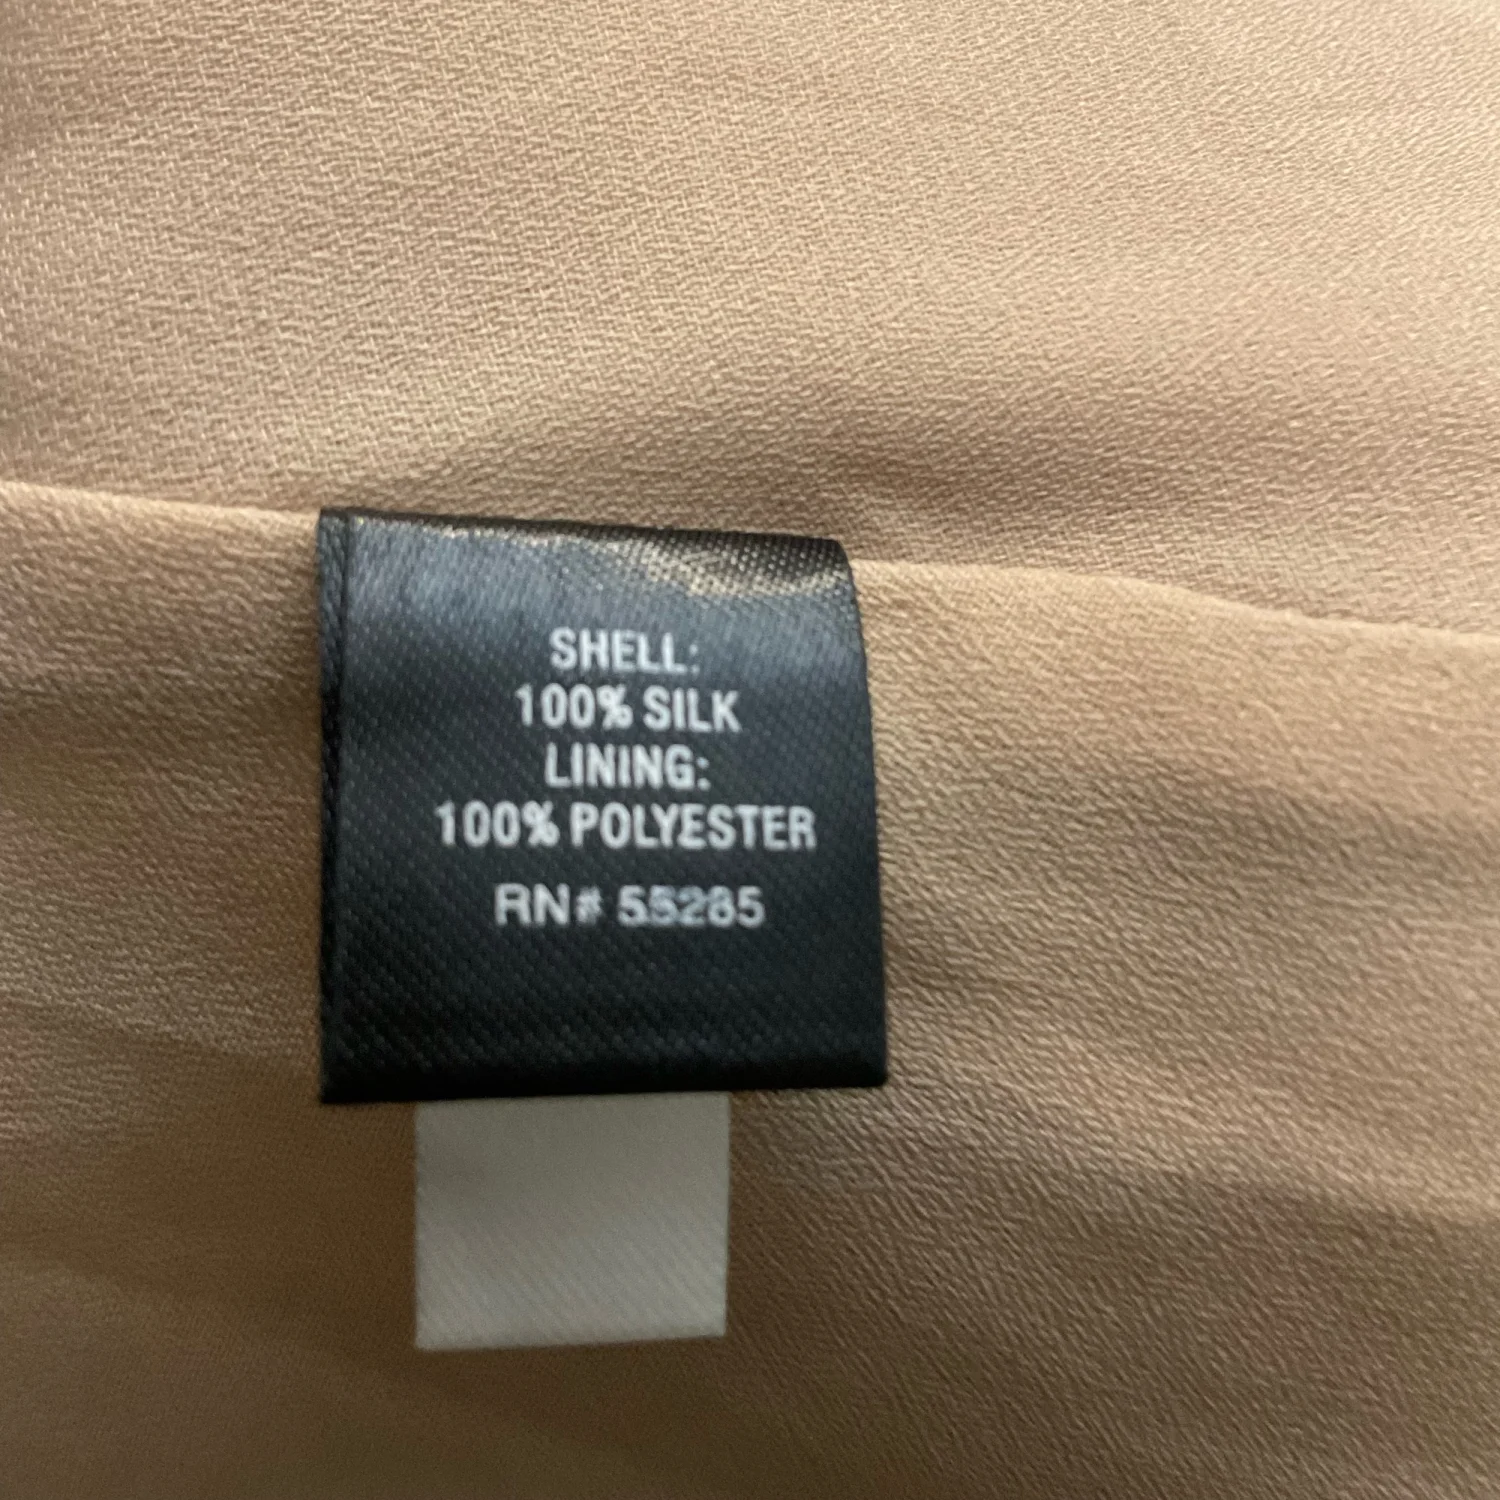 SHELL:
100% SILK
LINING:
100% POLYESTER
RN# 55285